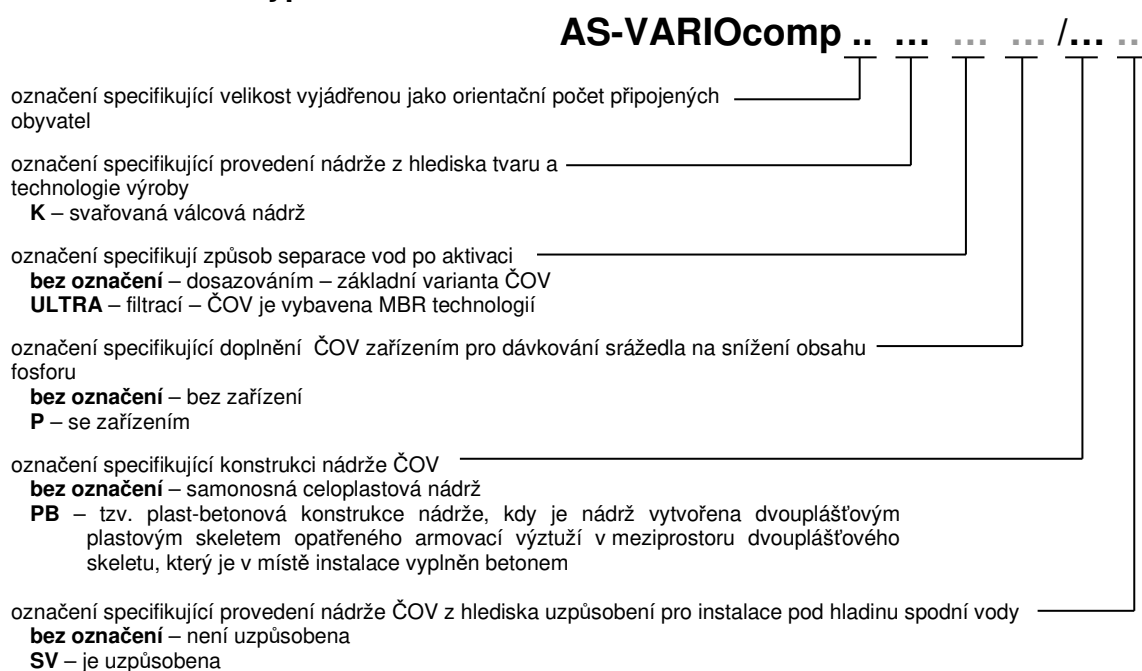 AS-VARIOcomp .. ... ... ... /... ..
označení specifikující velikost vyjádřenou jako orientační počet připojených
obyvatel
označení specifikující provedení nádrže z hlediska tvaru a
technologie výroby
K – svařovaná válcová nádrž
označení specifikují způsob separace vod po aktivaci
bez označení – dosazováním – základní varianta ČOV
ULTRA – filtrací – ČOV je vybavena MBR technologií
označení specifikující doplnění ČOV zařízením pro dávkování srážedla na snížení obsahu
fosforu
bez označení – bez zařízení
P – se zařízením
označení specifikující konstrukci nádrže ČOV
bez označení – samonosná celoplastová nádrž
PB – tzv. plast-betonová konstrukce nádrže, kdy je nádrž vytvořena dvouplášťovým
plastovým skeletem opatřeného armovací výztuží v meziprostoru dvouplášťového
skeletu, který je v místě instalace vyplněn betonem
označení specifikující provedení nádrže ČOV z hlediska uzpůsobení pro instalace pod hladinu spodní vody
bez označení – není uzpůsobena
SV – je uzpůsobena